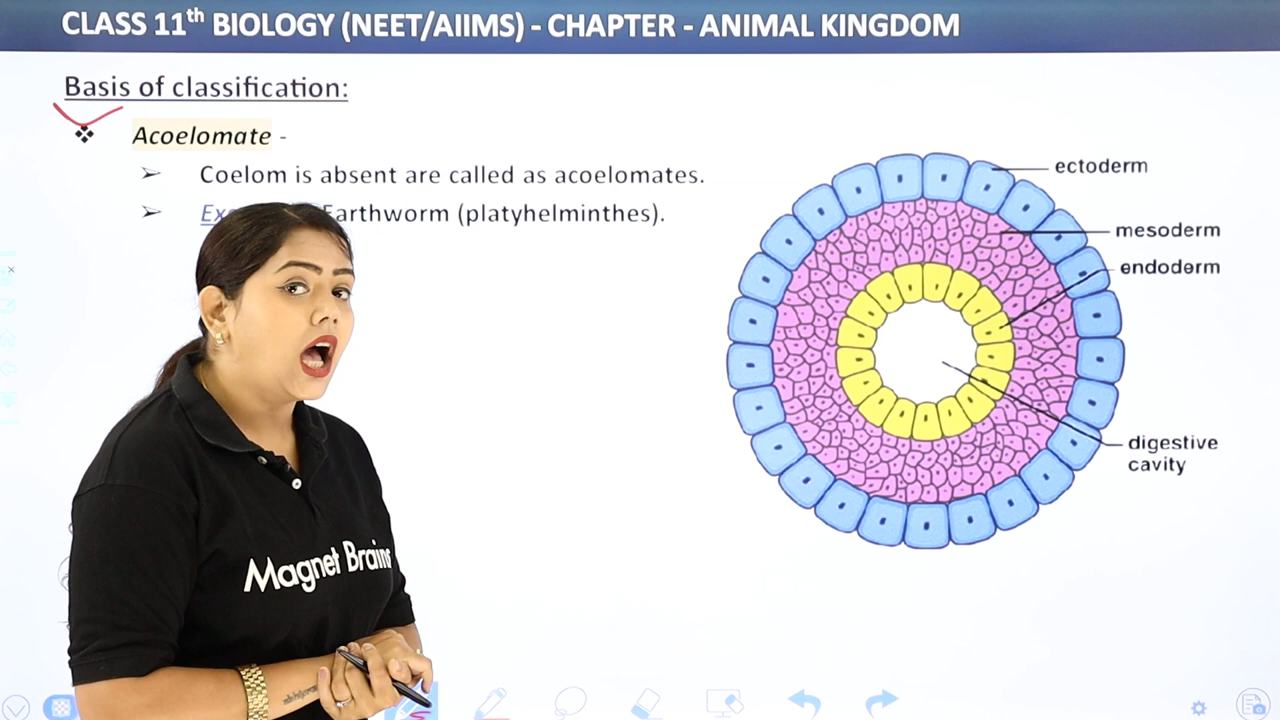 CLASS 11th BIOLOGY (NEET/AIIMS) - CHAPTER - ANIMAL KINGDOM
Basis of classification:
Acoelomate -
Coelom is absent are called as acoelomates.
Earthworm (platyhelminthes).
ectoderm
mesoderm
endoderm
digestive
cavity
Magnet Brains